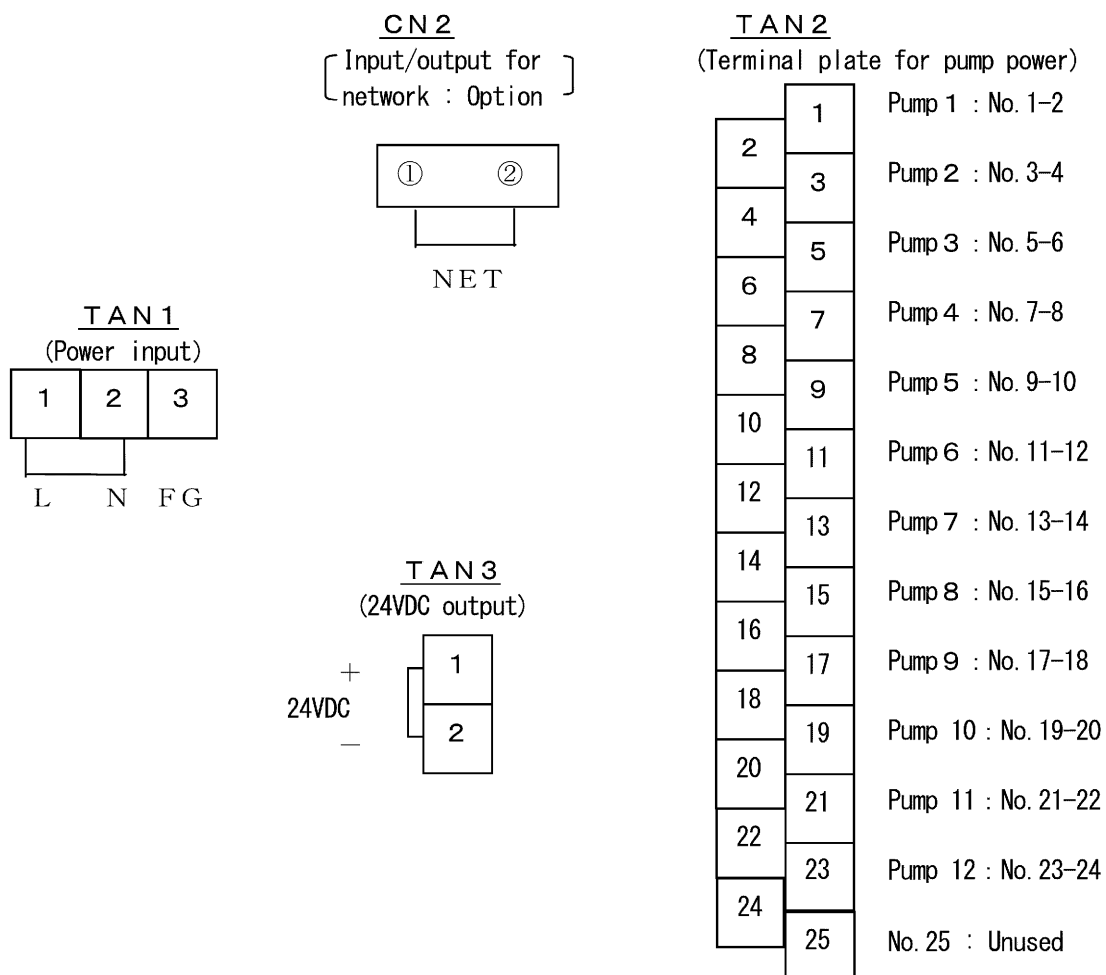 CN2
Input/output for
network : Option
① ②
NET
TAN1
(Power input)
1 2 3
L N FG
TAN3
(24VDC output)
+
24VDC
−
1
2
TAN2
(Terminal plate for pump power)
1 Pump 1 : No. 1-2
2
3 Pump 2 : No. 3-4
4
5 Pump 3 : No. 5-6
6
7 Pump 4 : No. 7-8
8
9 Pump 5 : No. 9-10
10
11 Pump 6 : No. 11-12
12
13 Pump 7 : No. 13-14
14
15 Pump 8 : No. 15-16
16
17 Pump 9 : No. 17-18
18
19 Pump 10 : No. 19-20
20
21 Pump 11 : No. 21-22
22
23 Pump 12 : No. 23-24
24
25 No. 25 : Unused